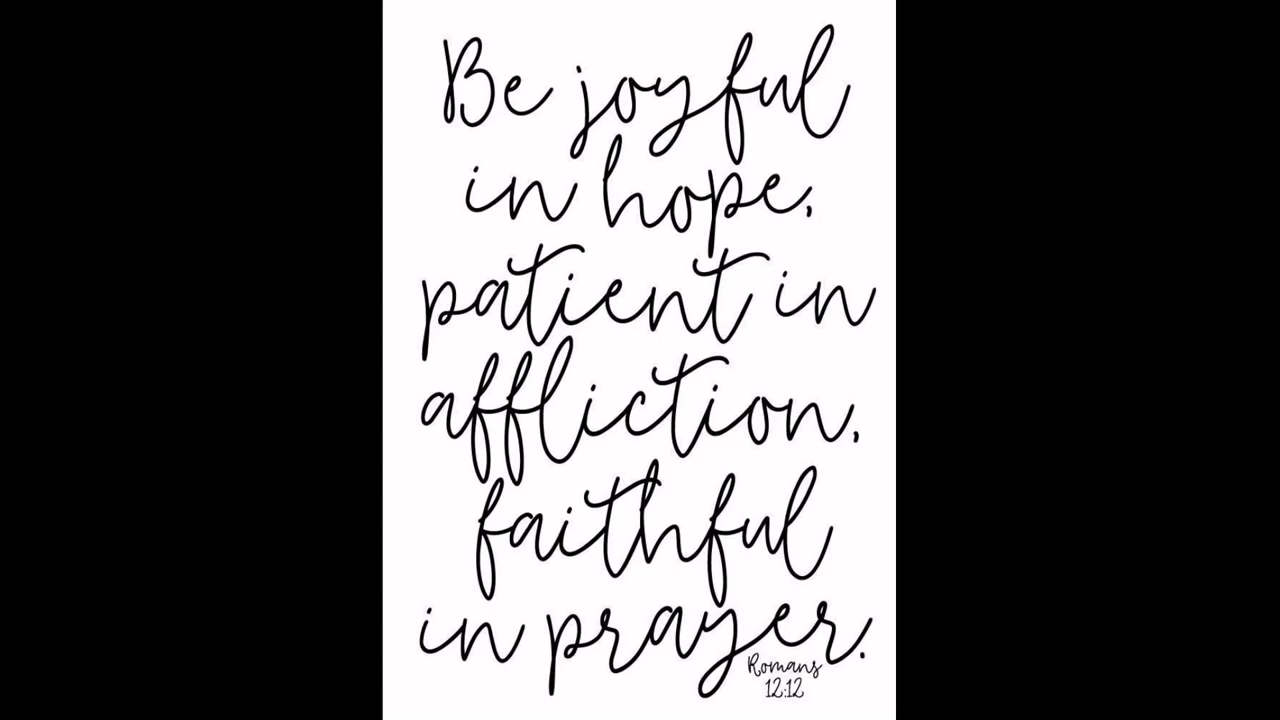 Be joyful
in hope,
patient in
affliction,
faithful
in prayer.
Romans
12:12